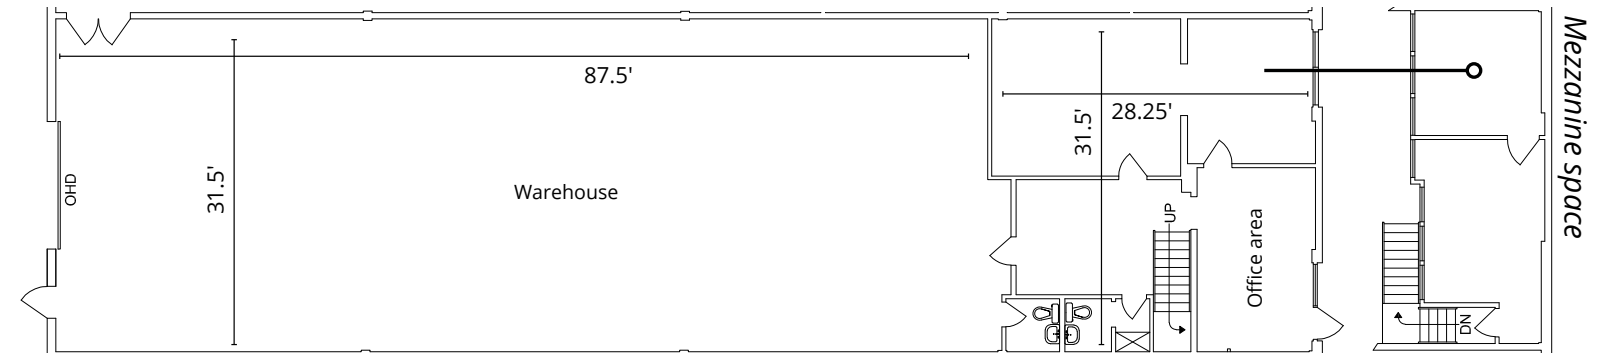 87.5'
31.5'
OHD
Warehouse
31.5'
28.25'
UP
Office area
DN
Mezzanine space